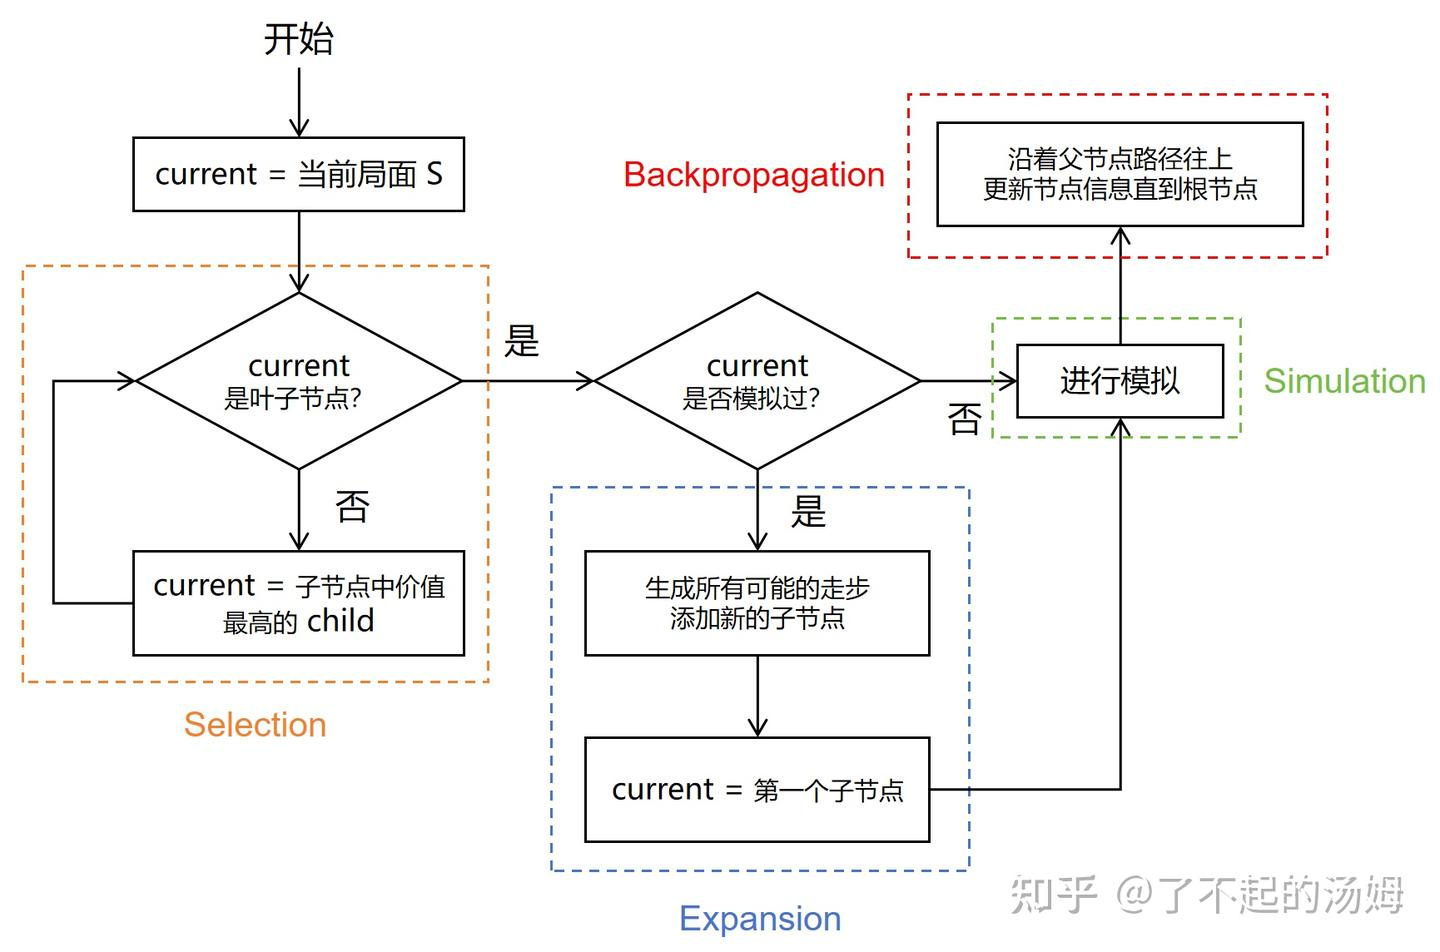 开始
current = 当前局面 S
Backpropagation
沿着父节点路径往上
更新节点信息直到根节点
current
是叶子节点?
是
current
是否模拟过?
否
进行模拟
Simulation
否
current = 子节点中价值
最高的 child
Selection
是
生成所有可能的走步
添加新的子节点
current = 第一个子节点
Expansion
知乎 @了不起的汤姆